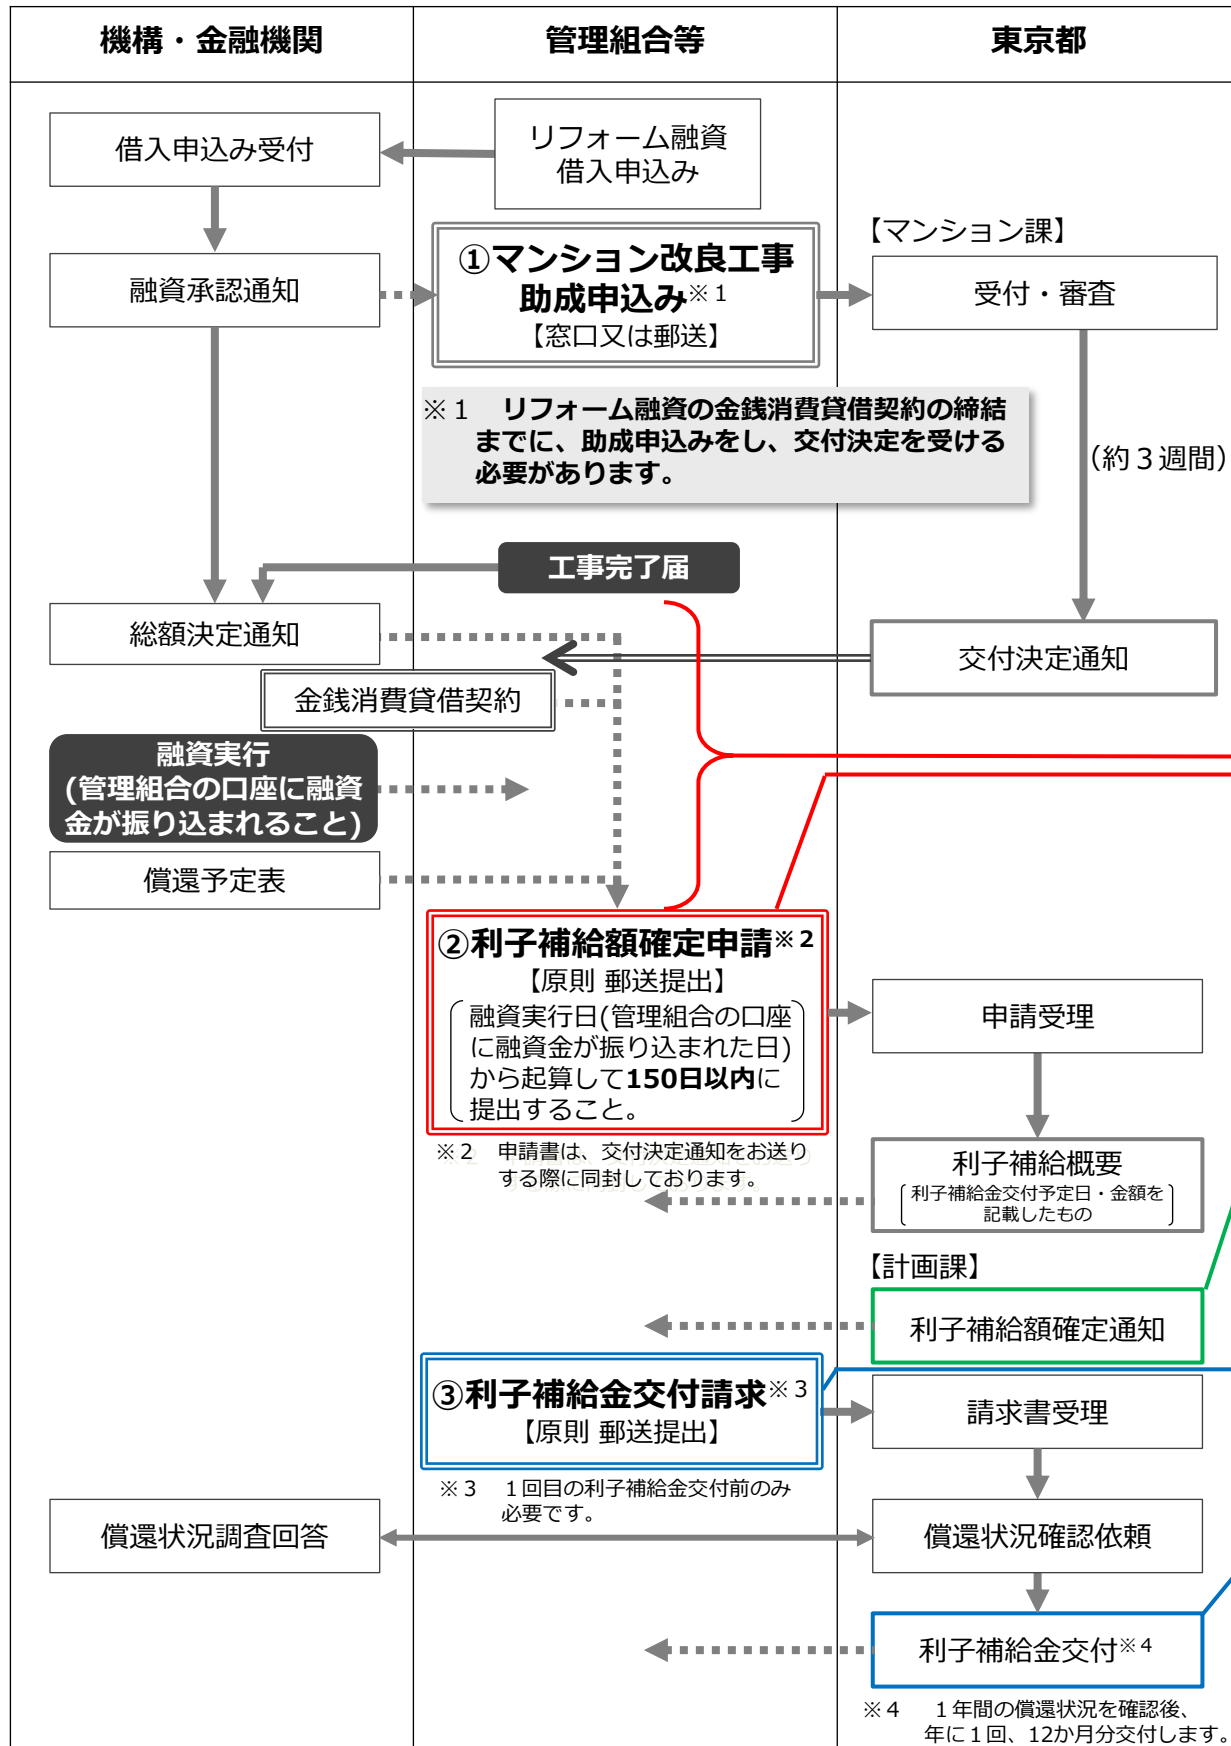 機構・金融機関
管理組合等
東京都
借入申込み受付
リフォーム融資
借入申込み
融資承認通知
①マンション改良工事
助成申込み※1
【窓口又は郵送】
【マンション課】
受付・審査
※1 リフォーム融資の金銭消費貸借契約の締結
までに、助成申込みをし、交付決定を受ける
必要があります。
(約3週間)
工事完了届
総額決定通知
交付決定通知
金銭消費貸借契約
融資実行
(管理組合の口座に融資
金が振り込まれること)
償還予定表
②利子補給額確定申請※2
【原則 郵送提出】
融資実行日(管理組合の口座
に融資金が振り込まれた日)
から起算して150日以内に
提出すること。
申請受理
※2 申請書は、交付決定通知をお送り
する際に同封しております。
利子補給概要
利子補給金交付予定日・金額を
記載したもの
【計画課】
利子補給額確定通知
③利子補給金交付請求※3
【原則 郵送提出】
請求書受理
※3 1回目の利子補給金交付前のみ
必要です。
償還状況調査回答
償還状況確認依頼
利子補給金交付※4
※4 1年間の償還状況を確認後、
年に1回、12か月分交付します。